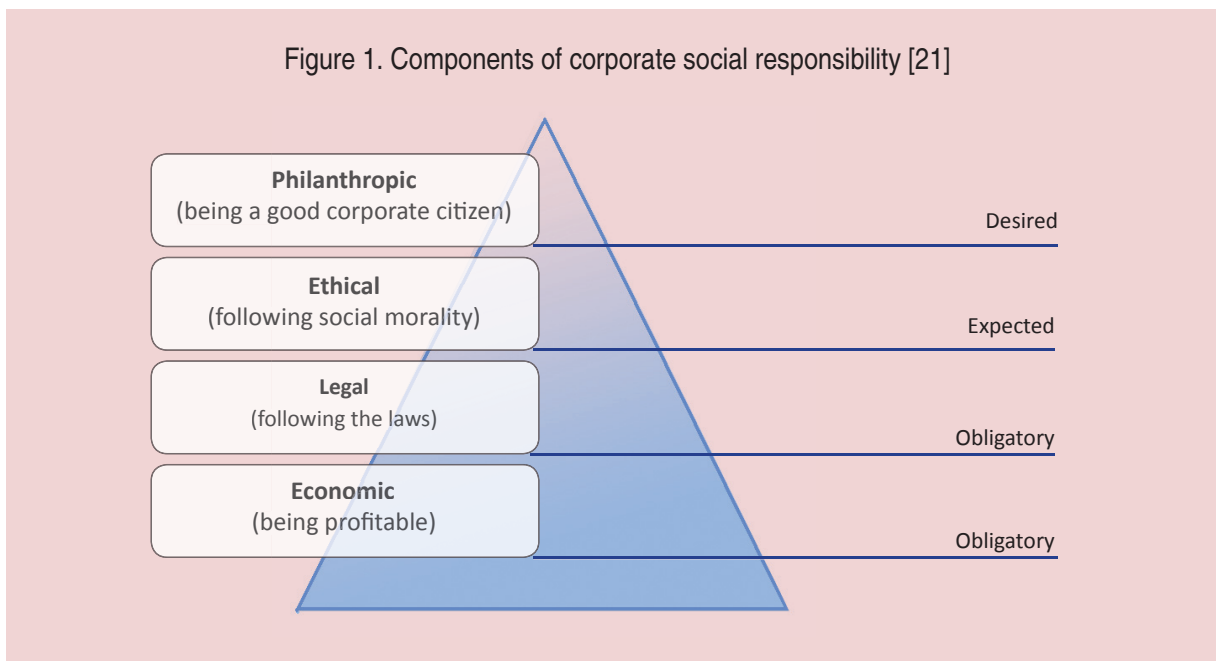 Figure 1. Components of corporate social responsibility [21]
Philanthropic
(being a good corporate citizen)
Desired
Ethical
(following social morality)
Expected
Legal
(following the laws)
Obligatory
Economic
(being profitable)
Obligatory